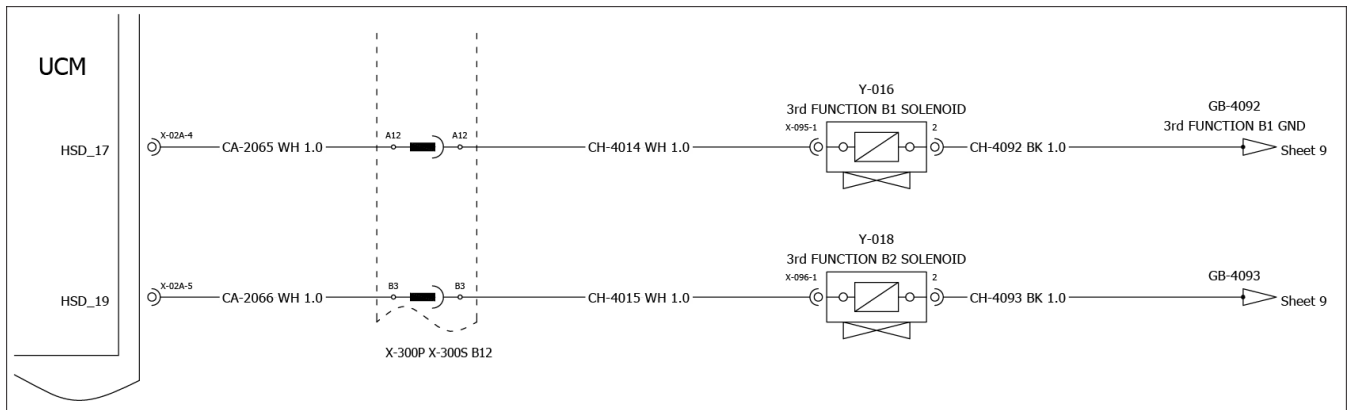 UCM
Y-016
3rd FUNCTION B1 SOLENOID
GB-4092
3rd FUNCTION B1 GND
HSD_17
X-02A-4
CA-2065 WH 1.0
A12
A12
CH-4014 WH 1.0
X-095-1
2
CH-4092 BK 1.0
Sheet 9
Y-018
3rd FUNCTION B2 SOLENOID
GB-4093
HSD_19
X-02A-5
CA-2066 WH 1.0
B3
B3
CH-4015 WH 1.0
X-096-1
2
CH-4093 BK 1.0
Sheet 9
X-300P X-300S B12